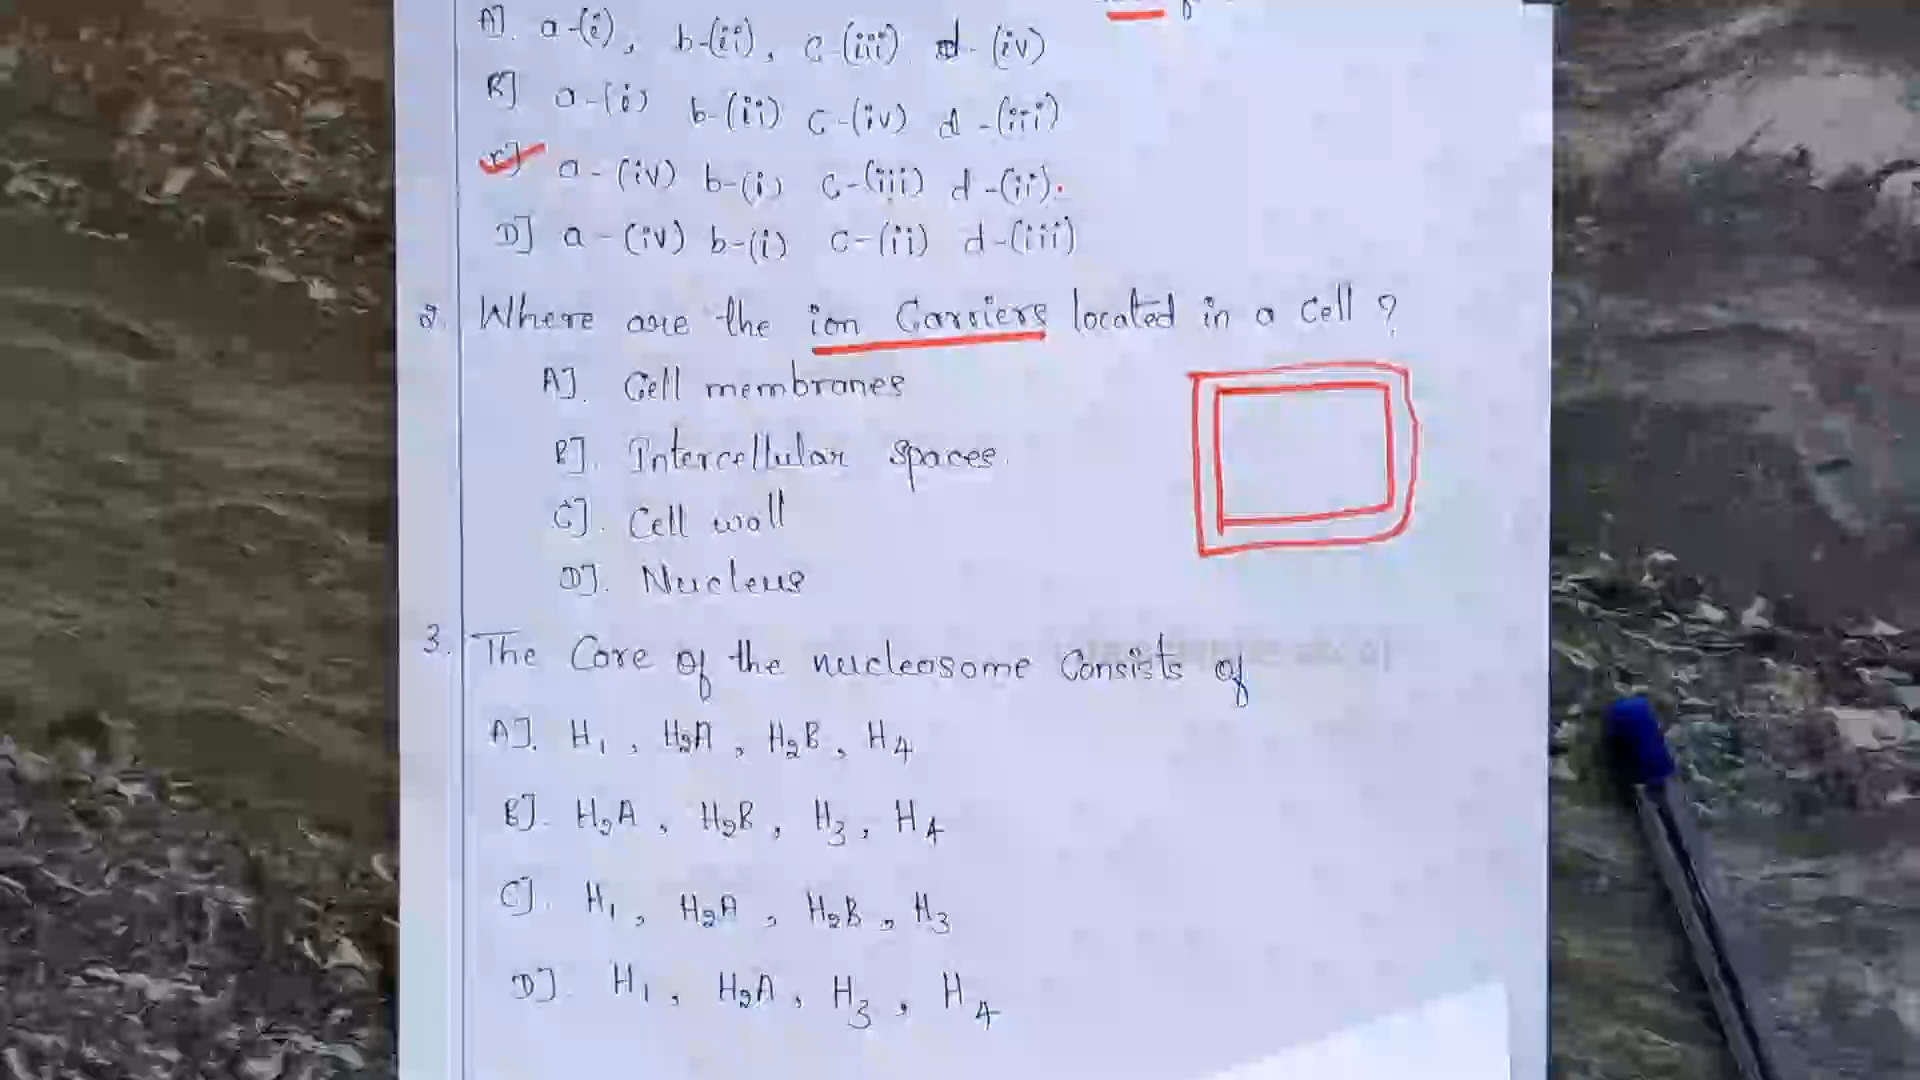 A]. a-(i), b-(ii), c-(iii) d-(iv)
B] a-(i) b-(ii) c-(iv) d-(iii)
C] a-(iv) b-(i) c-(iii) d-(ii).
D] a-(iv) b-(i) c-(ii) d-(iii)
2. Where are the ion Carriers located in a cell?
A]. Cell membranes
B]. Intercellular spaces.
C]. Cell wall
D]. Nucleus
3. The Core of the nucleosome Consists of
A]. H1, H2A, H2B, H4
B]. H2A, H2B, H3, H4
C]. H1, H2A, H2B, H3
D]. H1, H2A, H3, H4